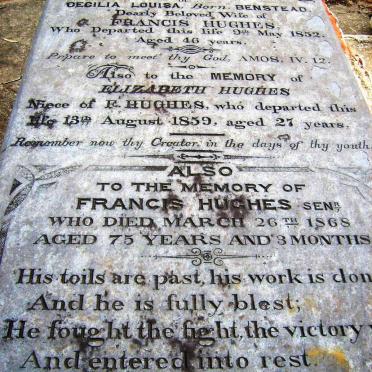 CECILIA LOUISA, Born BENSTEAD
Dearly Beloved Wife of
FRANCIS HUGHES,
Who Departed this life 9th May 1852.
Aged 46 years.
Prepare to meet thy God. AMOS. IV. 12.
Also to the MEMORY of
ELIZABETH HUGHES
Niece of F. HUGHES, who departed this
life 13th August 1859, aged 27 years.
Remember now thy Creator in the days of thy youth.
ALSO
TO THE MEMORY OF
FRANCIS HUGHES SENR
WHO DIED MARCH 26TH 1868
AGED 75 YEARS AND 3 MONTHS
His toils are past, his work is don
And he is fully blest;
He fought the fight, the victory
And entered into rest.